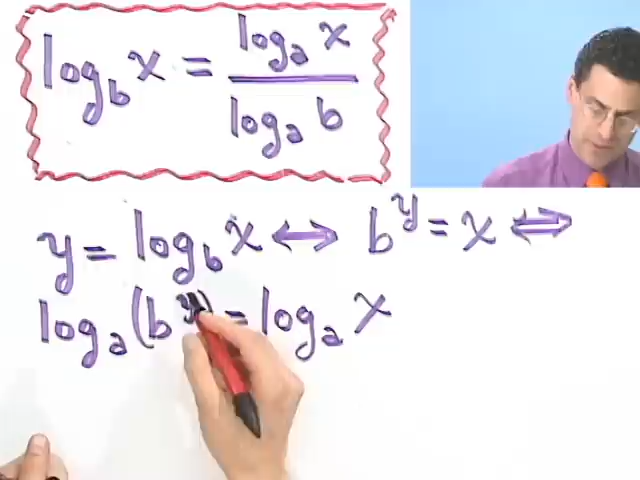 log_b x = log_a x / log_a b
y = log_b x ↔ b^y = x ⇔
log_a (b^y) = log_a x